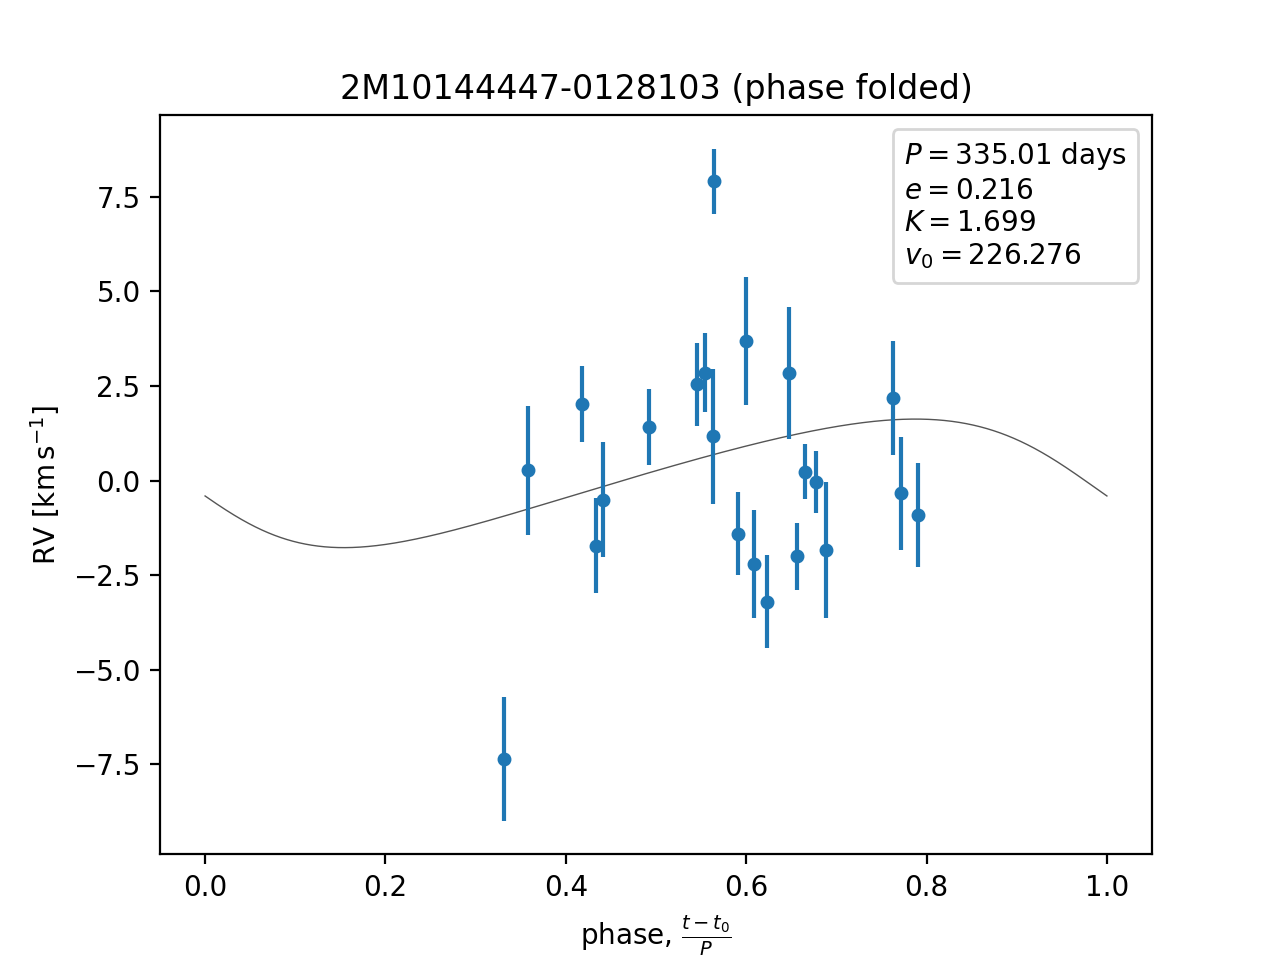 2M10144447-0128103 (phase folded)
P = 335.01 days
e = 0.216
K = 1.699
v₀ = 226.276
7.5
5.0
2.5
0.0
−2.5
−5.0
−7.5
RV [km s⁻¹]
0.0 0.2 0.4 0.6 0.8 1.0
phase, (t − t₀)/P